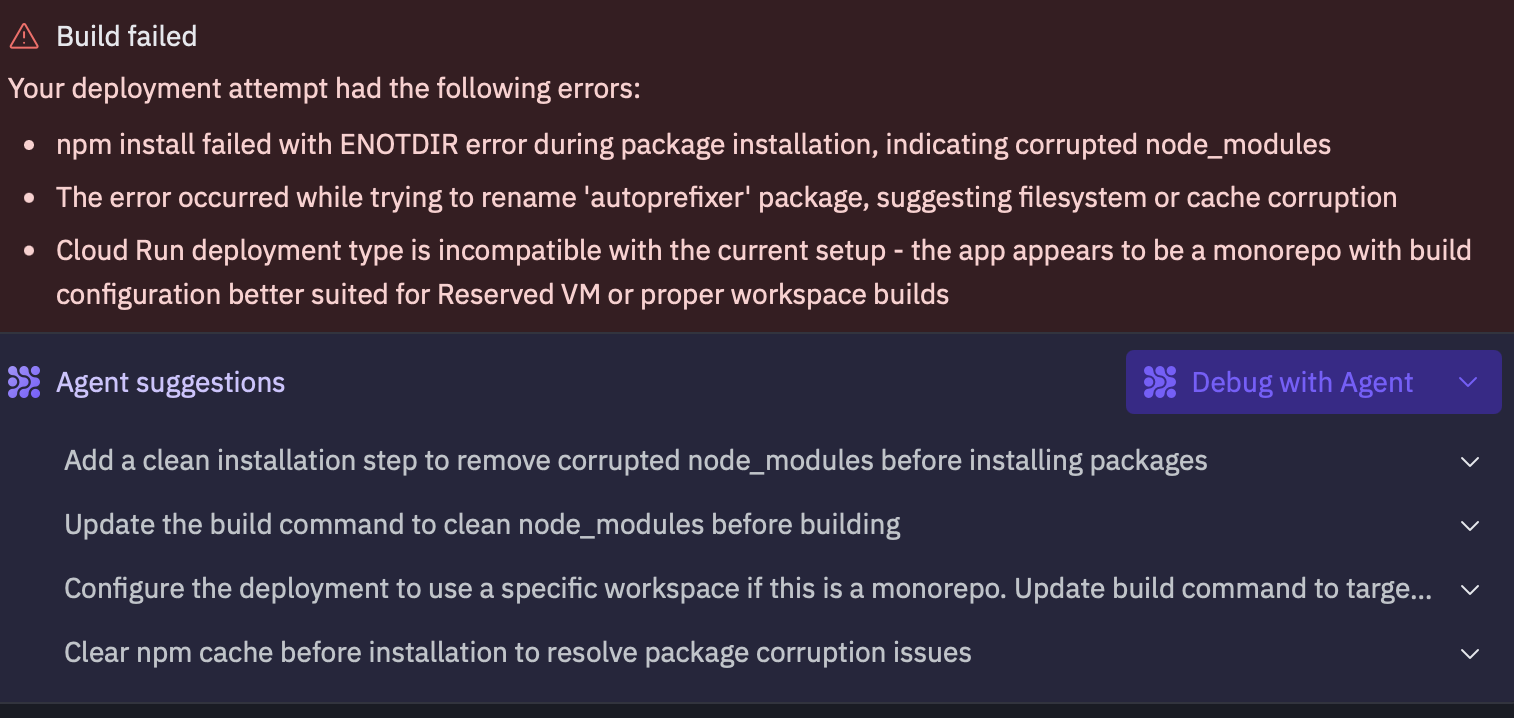 Build failed
Your deployment attempt had the following errors:
• npm install failed with ENOTDIR error during package installation, indicating corrupted node_modules
• The error occurred while trying to rename 'autoprefixer' package, suggesting filesystem or cache corruption
• Cloud Run deployment type is incompatible with the current setup - the app appears to be a monorepo with build
configuration better suited for Reserved VM or proper workspace builds
Agent suggestions
Debug with Agent
Add a clean installation step to remove corrupted node_modules before installing packages
Update the build command to clean node_modules before building
Configure the deployment to use a specific workspace if this is a monorepo. Update build command to targe...
Clear npm cache before installation to resolve package corruption issues